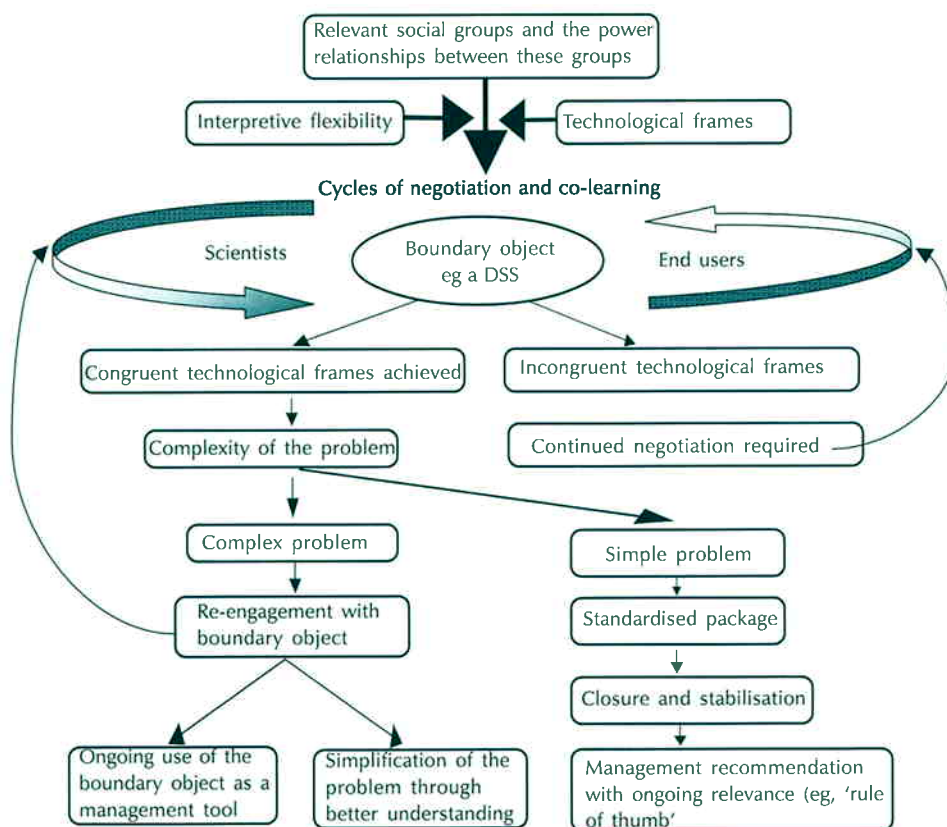 Relevant social groups and the power
relationships between these groups
Interpretive flexibility
Technological frames
Cycles of negotiation and co-learning
Scientists
Boundary object
eg a DSS
End users
Congruent technological frames achieved
Incongruent technological frames
Complexity of the problem
Continued negotiation required
Complex problem
Simple problem
Re-engagement with
boundary object
Standardised package
Closure and stabilisation
Ongoing use of the
boundary object as a
management tool
Simplification of the
problem through
better understanding
Management recommendation
with ongoing relevance (eg, ‘rule
of thumb’